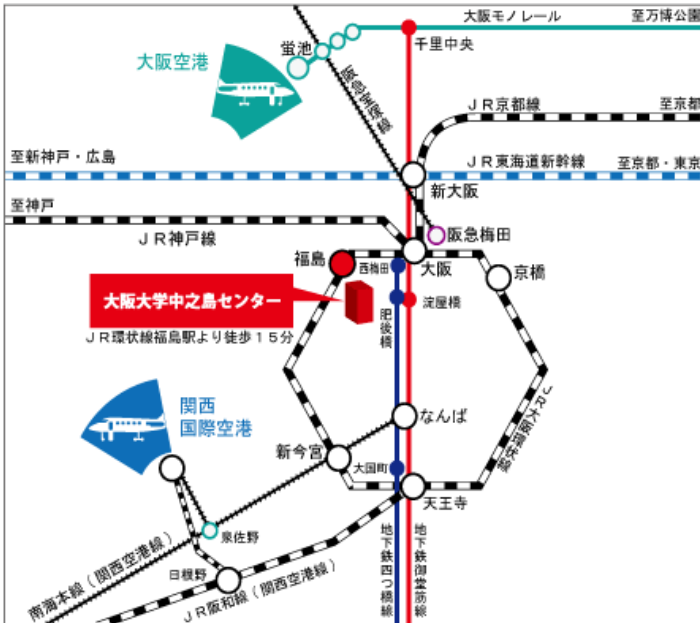 大阪モノレール
至万博公園
大阪空港
蛍池
千里中央
阪急宝塚線
JR京都線
至京都
至新神戸・広島
JR東海道新幹線
至京都・東京
新大阪
至神戸
阪急梅田
JR神戸線
福島
西梅田
大阪
京橋
大阪大学中之島センター
淀屋橋
肥後橋
JR環状線福島駅より徒歩15分
関西
国際空港
なんば
JR大阪環状線
新今宮
大国町
天王寺
泉佐野
地下鉄四つ橋線
地下鉄御堂筋線
日根野
南海本線(関西空港線)
JR阪和線(関西空港線)